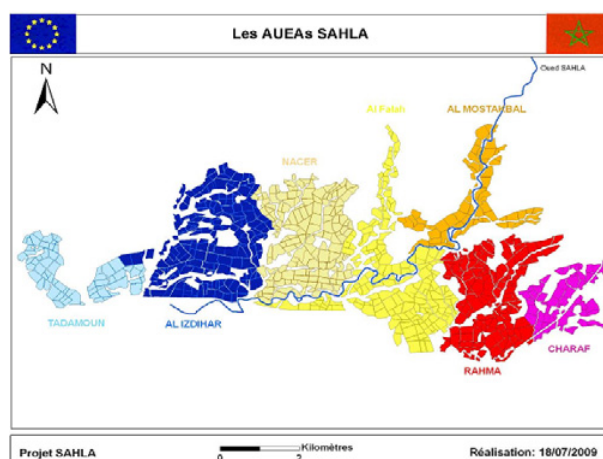 Les AUEAs SAHLA
N
Oued SAHLA
Al Fatah
AL MOSTAKBAL
NACER
TADAMOUN
AL IZDIHAR
CHARAF
RAHMA
Projet SAHLA
0
2
Kilomètres
Réalisation: 18/07/2009